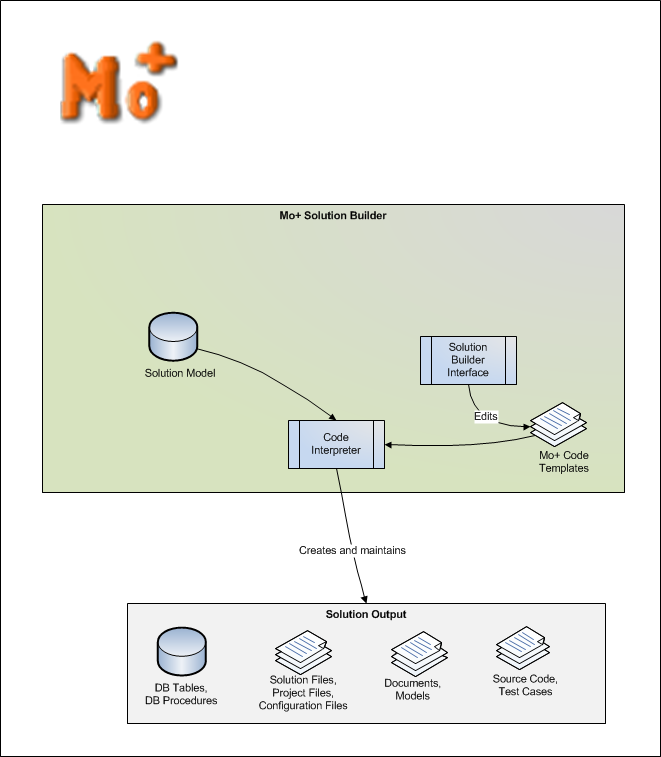 Mo+
Mo+ Solution Builder
Solution Model
Solution
Builder
Interface
Edits
Mo+ Code
Templates
Code
Interpreter
Creates and maintains
Solution Output
DB Tables,
DB Procedures
Solution Files,
Project Files,
Configuration Files
Documents,
Models
Source Code,
Test Cases